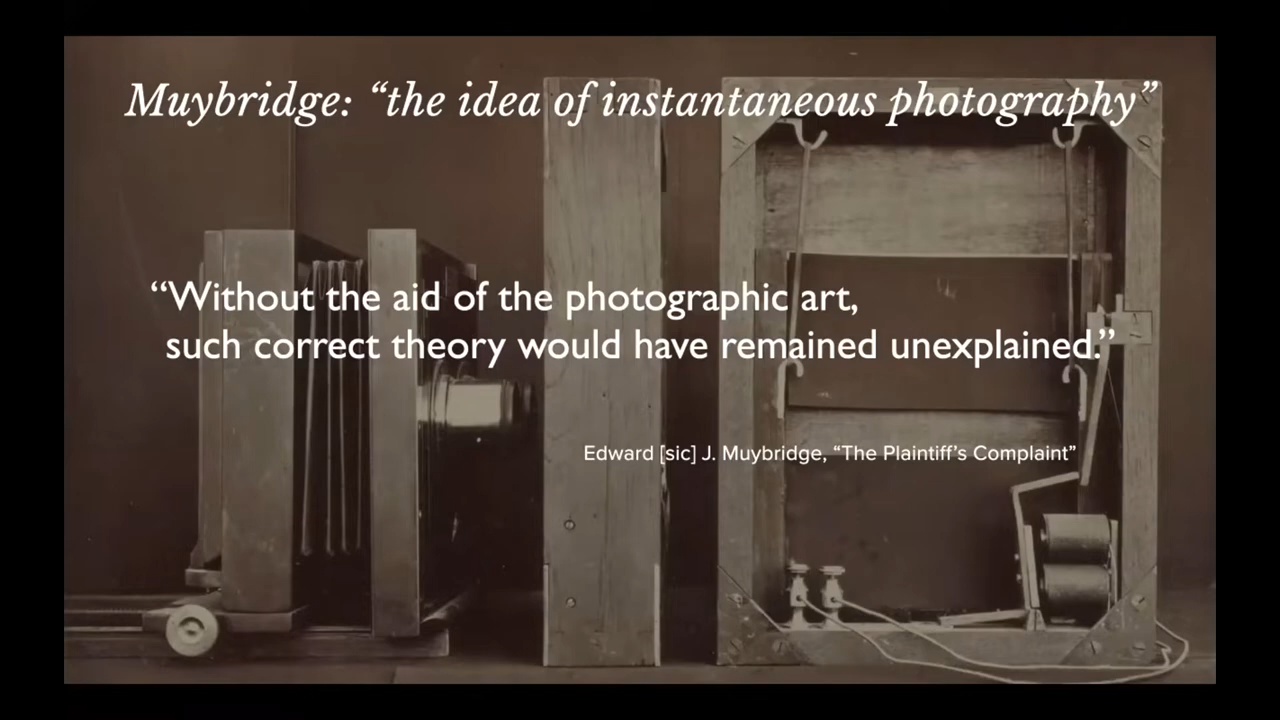 Muybridge: “the idea of instantaneous photography”
“Without the aid of the photographic art,
such correct theory would have remained unexplained.”
Edward [sic] J. Muybridge, “The Plaintiff’s Complaint”